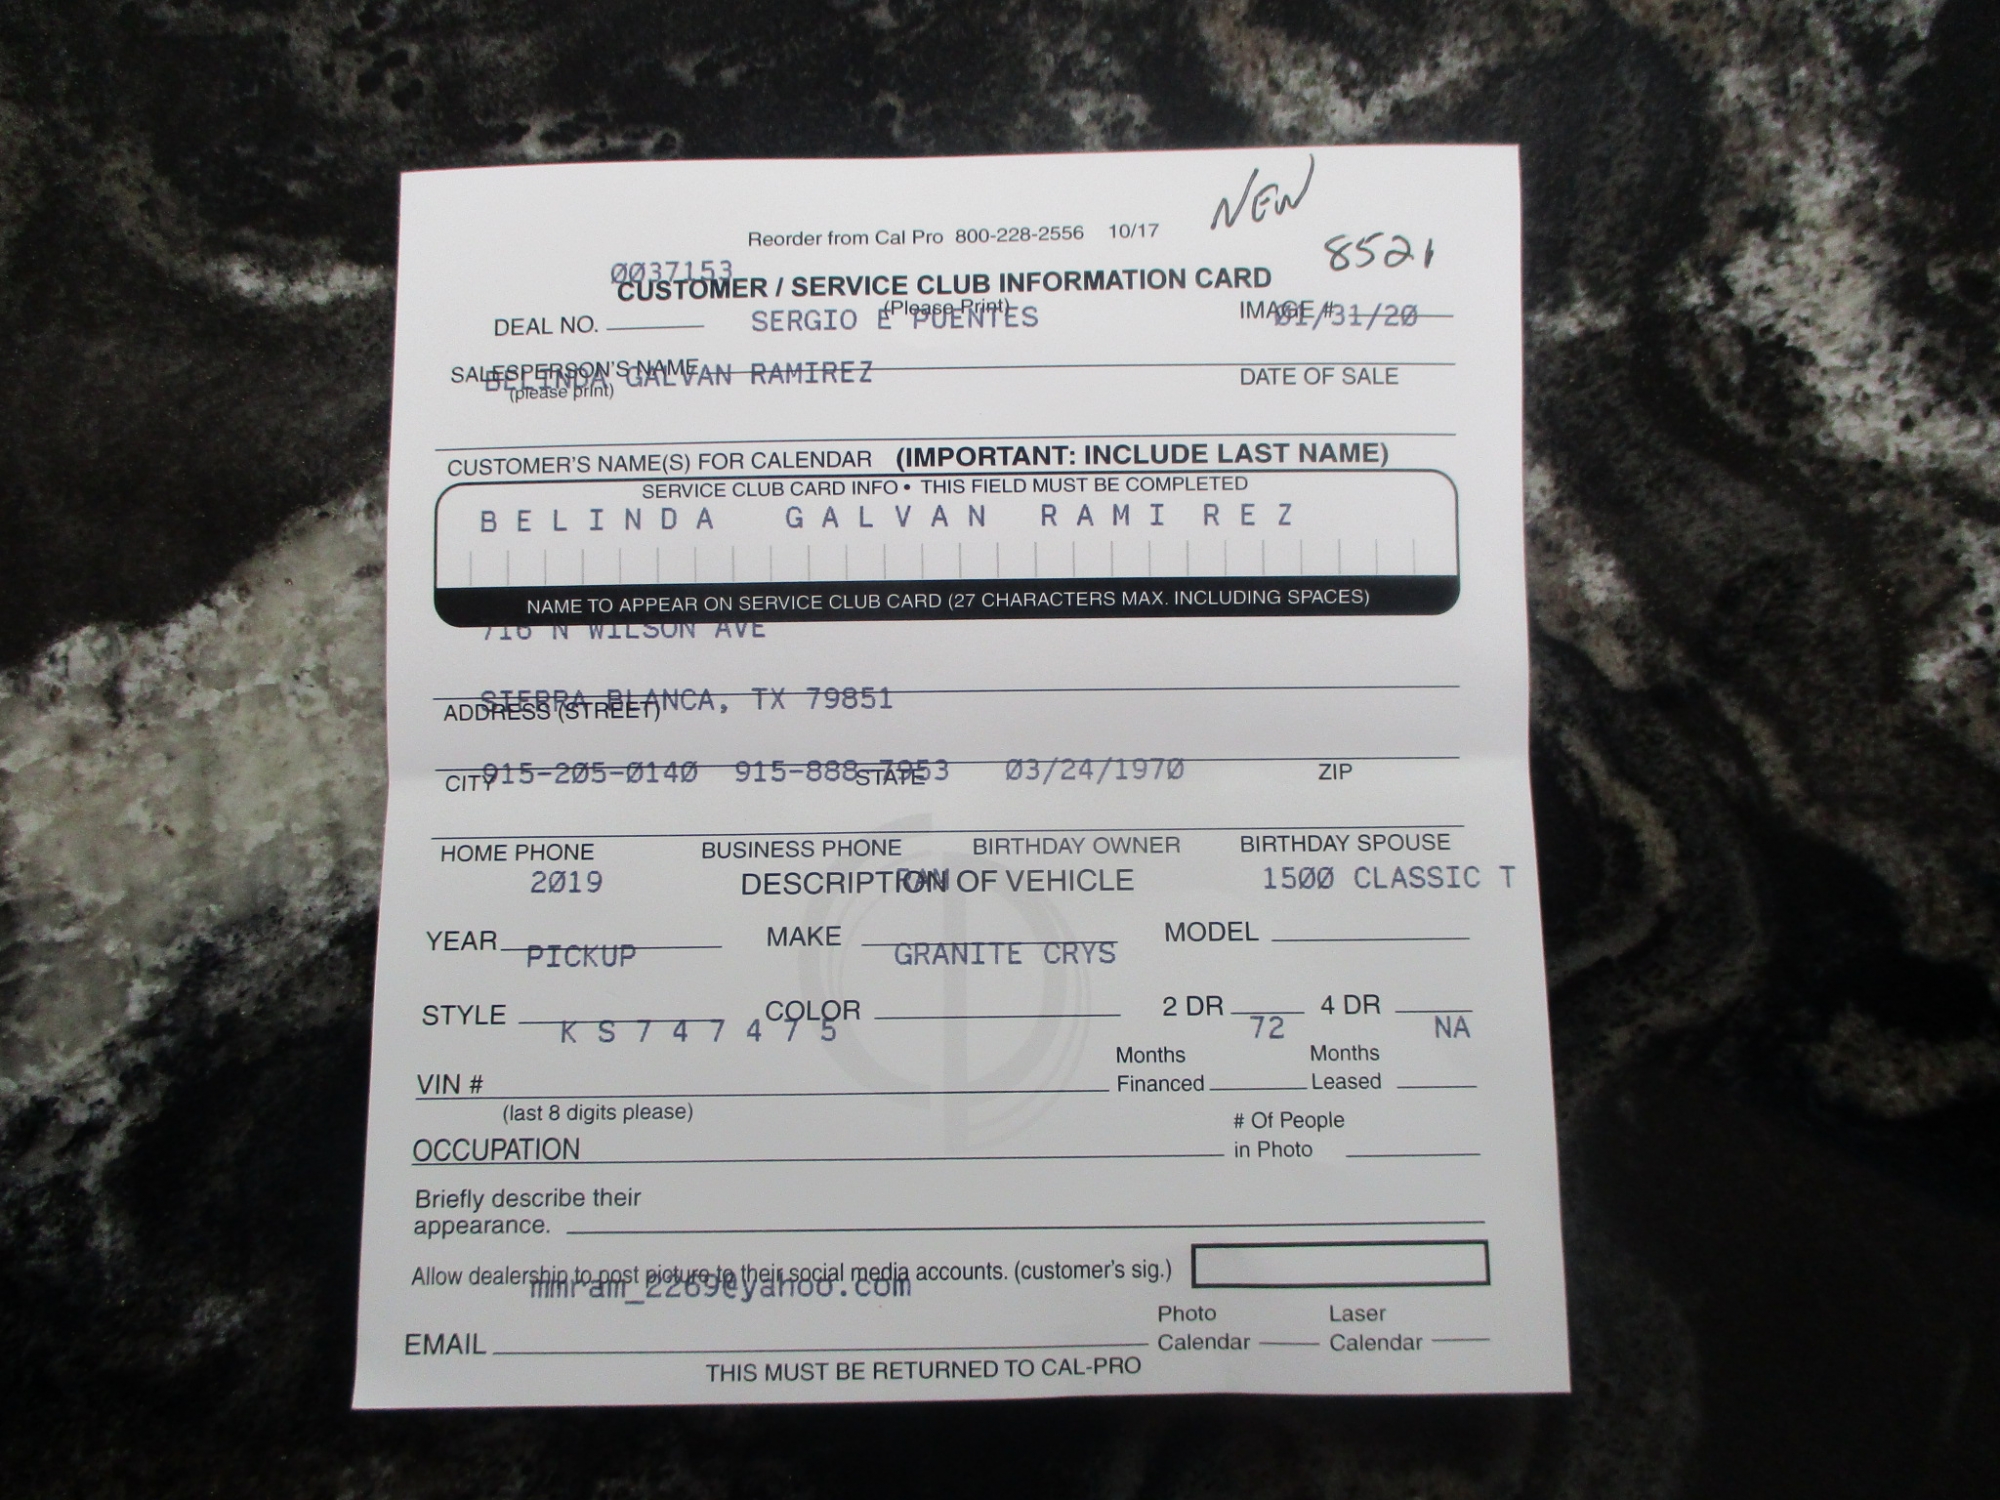 NEW
Reorder from Cal Pro 800-228-2556 10/17
8521
0037153
CUSTOMER / SERVICE CLUB INFORMATION CARD
(Please Print)
DEAL NO. SERGIO E PUENTES IMAGE # 01/31/20
SALESPERSON'S NAME DATE OF SALE
BELINDA GALVAN RAMIREZ
(please print)
CUSTOMER'S NAME(S) FOR CALENDAR (IMPORTANT: INCLUDE LAST NAME)
SERVICE CLUB CARD INFO • THIS FIELD MUST BE COMPLETED
BELINDA GALVAN RAMIREZ
NAME TO APPEAR ON SERVICE CLUB CARD (27 CHARACTERS MAX. INCLUDING SPACES)
716 N WILSON AVE
SIERRA BLANCA, TX 79851
ADDRESS (STREET)
915-205-0140 915-888-7953 03/24/1970
CITY STATE ZIP
HOME PHONE BUSINESS PHONE BIRTHDAY OWNER BIRTHDAY SPOUSE
2019 RAM 1500 CLASSIC T
DESCRIPTION OF VEHICLE
YEAR MAKE MODEL
PICKUP GRANITE CRYS
STYLE COLOR 2 DR 4 DR
KS747475 72 NA
VIN # Months Financed Months Leased
(last 8 digits please)
OCCUPATION # Of People in Photo
Briefly describe their
appearance.
Allow dealership to post picture to their social media accounts. (customer's sig.)
mmram_2269@yahoo.com
EMAIL Photo Calendar Laser Calendar
THIS MUST BE RETURNED TO CAL-PRO